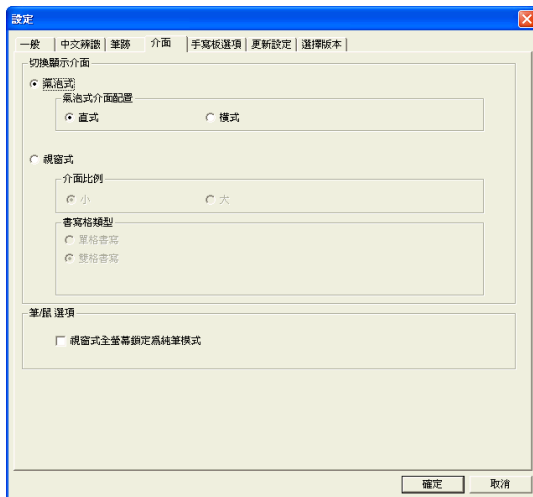 設定
一般 中文辨識 筆跡 介面 手寫板選項 更新設定 選擇版本
切換顯示介面
氣泡式
氣泡式介面配置
直式 橫式
視窗式
介面比例
小 大
書寫格類型
單格書寫
雙格書寫
筆/鼠 選項
視窗式全螢幕鎖定為純筆模式
確定 取消